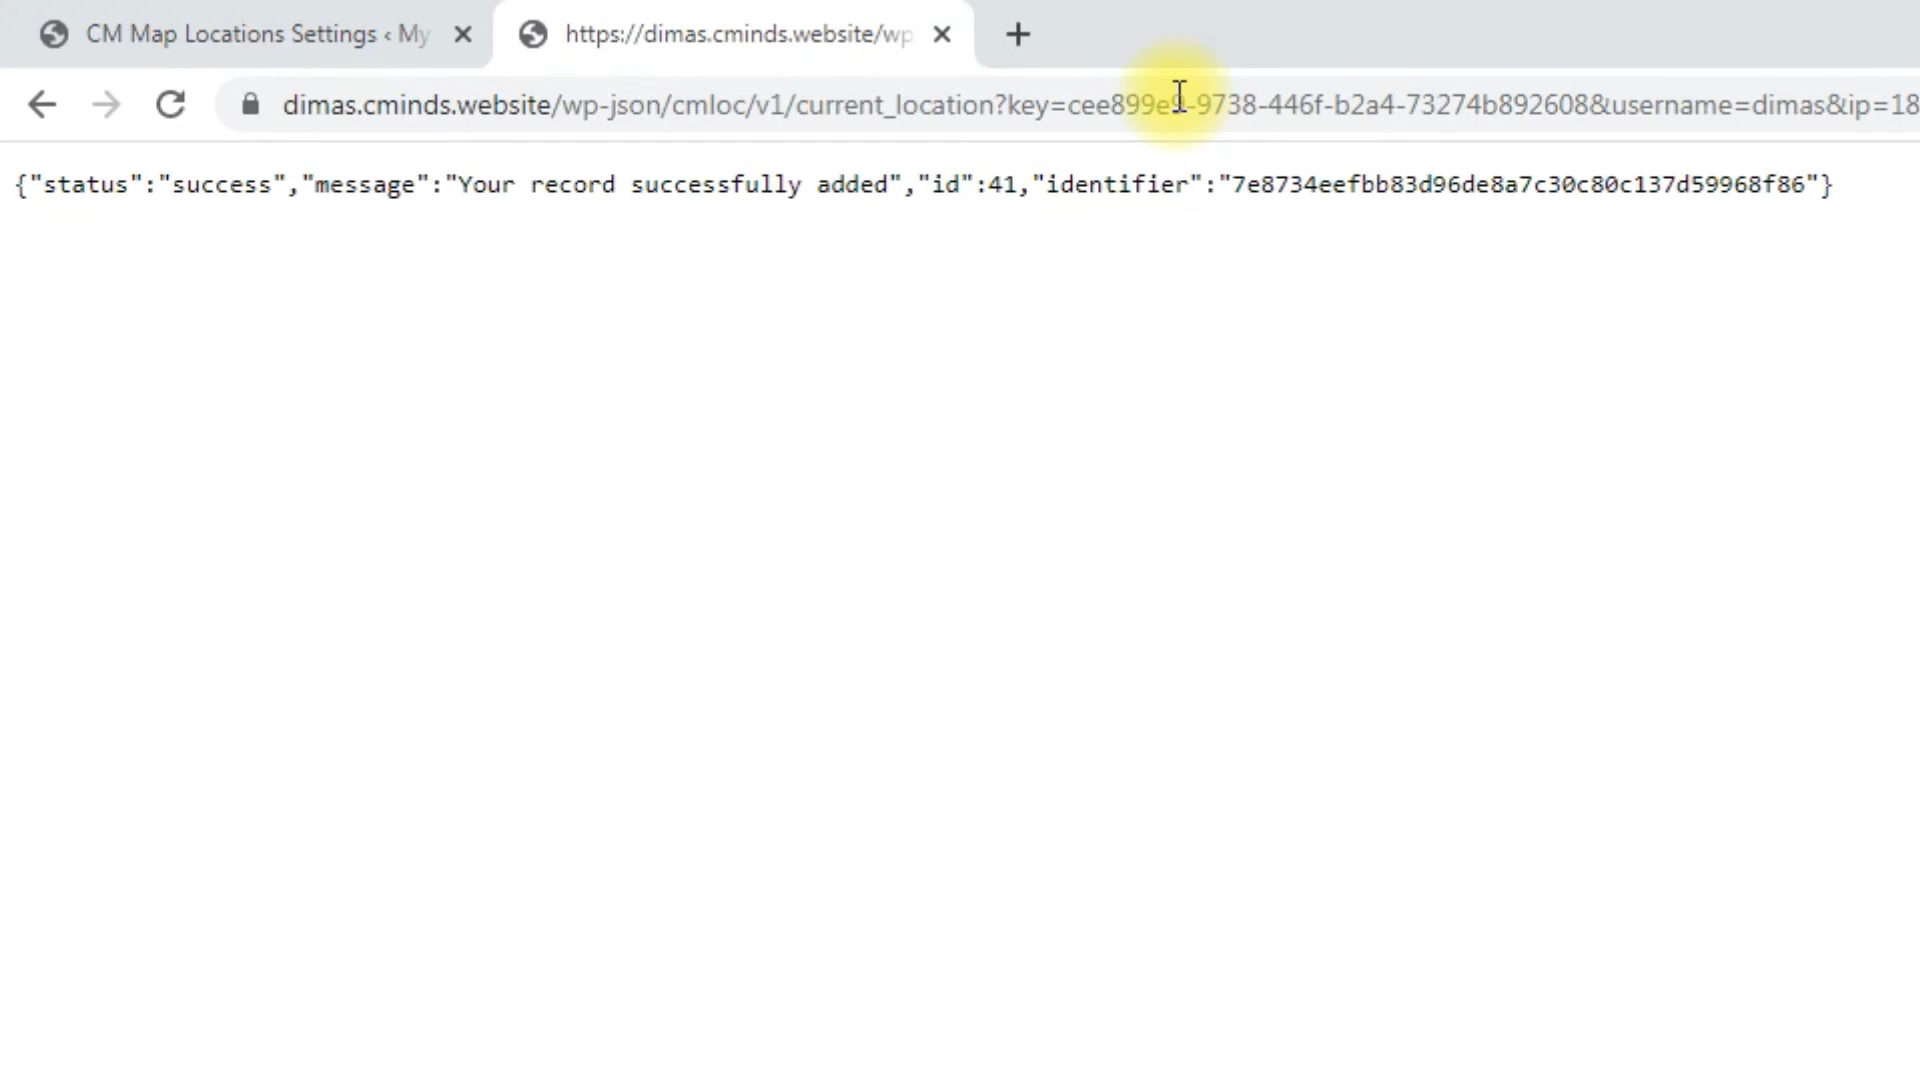 CM Map Locations Settings ‹ My
https://dimas.cminds.website/wp
dimas.cminds.website/wp-json/cmloc/v1/current_location?key=cee899e9-9738-446f-b2a4-73274b892608&username=dimas&ip=18
{"status":"success","message":"Your record successfully added","id":41,"identifier":"7e8734eefbb83d96de8a7c30c80c137d59968f86"}